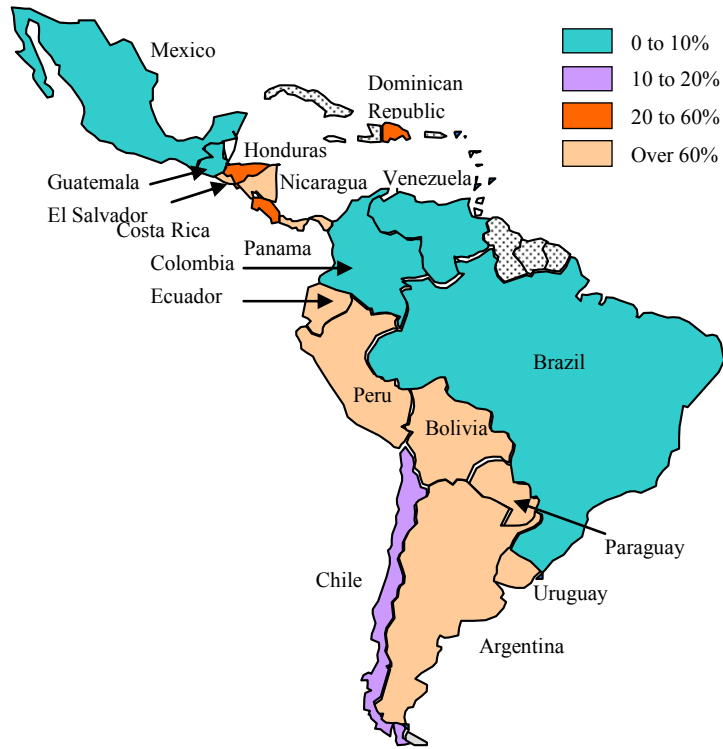 Mexico
Dominican
Republic
0 to 10%
10 to 20%
20 to 60%
Over 60%
Honduras
Guatemala
Nicaragua
Venezuela
El Salvador
Costa Rica
Panama
Colombia
Ecuador
Brazil
Peru
Bolivia
Paraguay
Chile
Uruguay
Argentina